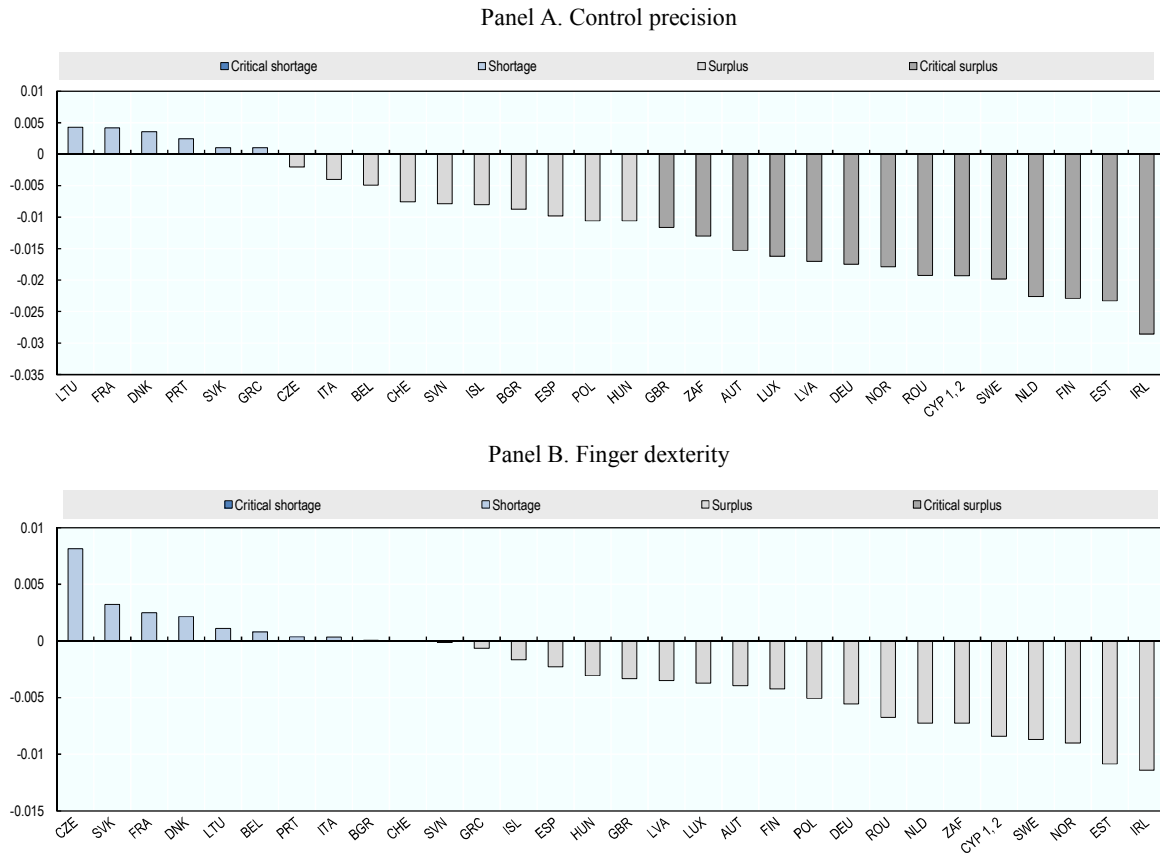 Panel A. Control precision
Critical shortage Shortage Surplus Critical surplus
0.01
0.005
0
-0.005
-0.01
-0.015
-0.02
-0.025
-0.03
-0.035
LTU FRA DNK PRT SVK GRC CZE ITA BEL CHE SVN ISL BGR ESP POL HUN GBR ZAF AUT LUX LVA DEU NOR ROU CYP 1, 2 SWE NLD FIN EST IRL
Panel B. Finger dexterity
Critical shortage Shortage Surplus Critical surplus
0.01
0.005
0
-0.005
-0.01
-0.015
CZE SVK FRA DNK LTU BEL PRT ITA BGR CHE SVN GRC ISL ESP HUN GBR LVA LUX AUT FIN POL DEU ROU NLD ZAF CYP 1, 2 SWE NOR EST IRL